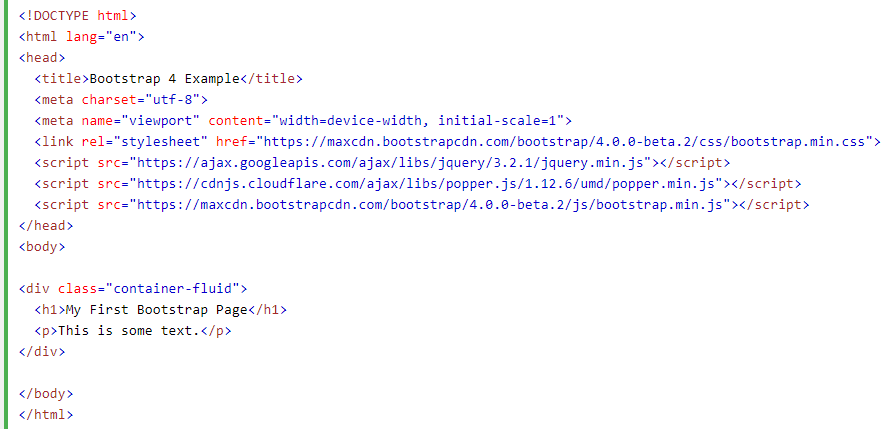 <!DOCTYPE html>
<html lang="en">
<head>
  <title>Bootstrap 4 Example</title>
  <meta charset="utf-8">
  <meta name="viewport" content="width=device-width, initial-scale=1">
  <link rel="stylesheet" href="https://maxcdn.bootstrapcdn.com/bootstrap/4.0.0-beta.2/css/bootstrap.min.css">
  <script src="https://ajax.googleapis.com/ajax/libs/jquery/3.2.1/jquery.min.js"></script>
  <script src="https://cdnjs.cloudflare.com/ajax/libs/popper.js/1.12.6/umd/popper.min.js"></script>
  <script src="https://maxcdn.bootstrapcdn.com/bootstrap/4.0.0-beta.2/js/bootstrap.min.js"></script>
</head>
<body>

<div class="container-fluid">
  <h1>My First Bootstrap Page</h1>
  <p>This is some text.</p>
</div>

</body>
</html>